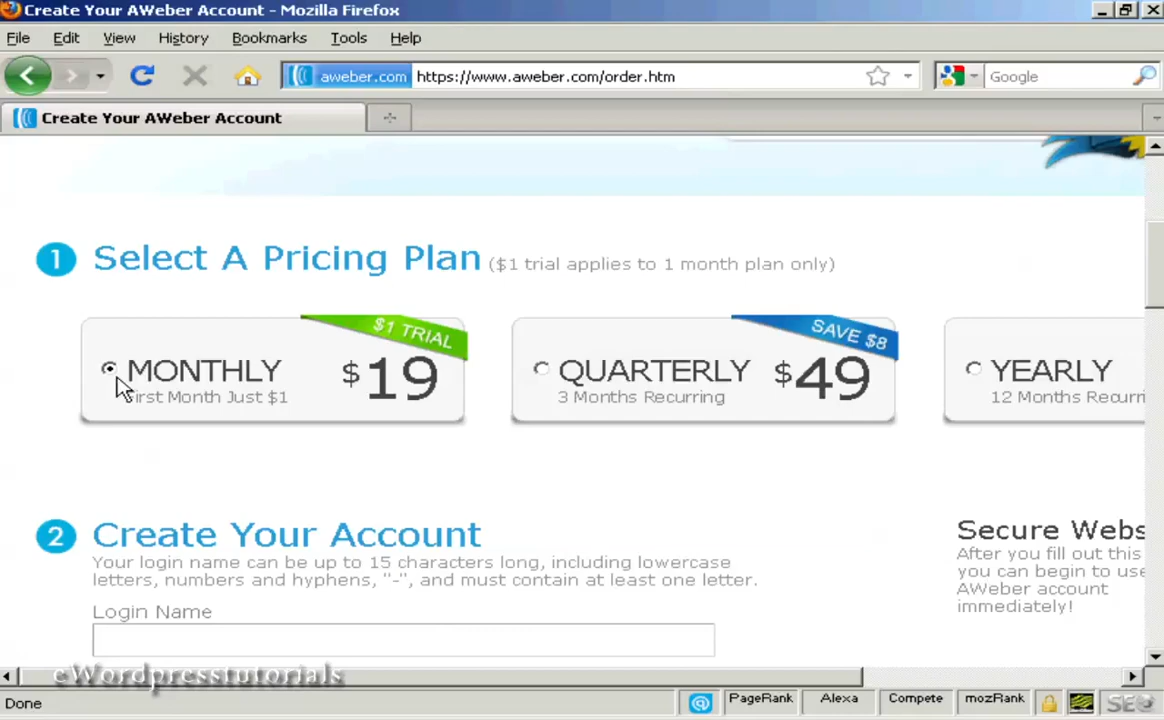 Create Your AWeber Account - Mozilla Firefox
File Edit View History Bookmarks Tools Help
aweber.com https://www.aweber.com/order.htm Google
Create Your AWeber Account
1 Select A Pricing Plan ($1 trial applies to 1 month plan only)
$1 TRIAL
MONTHLY $19
First Month Just $1
SAVE $8
QUARTERLY $49
3 Months Recurring
YEARLY
12 Months Recurri
2 Create Your Account
Your login name can be up to 15 characters long, including lowercase
letters, numbers and hyphens, "-", and must contain at least one letter.
Login Name
Secure Webs
After you fill out this
you can begin to use
AWeber account
immediately!
eWordpresstutorials
Done PageRank Alexa Compete mozRank SEO